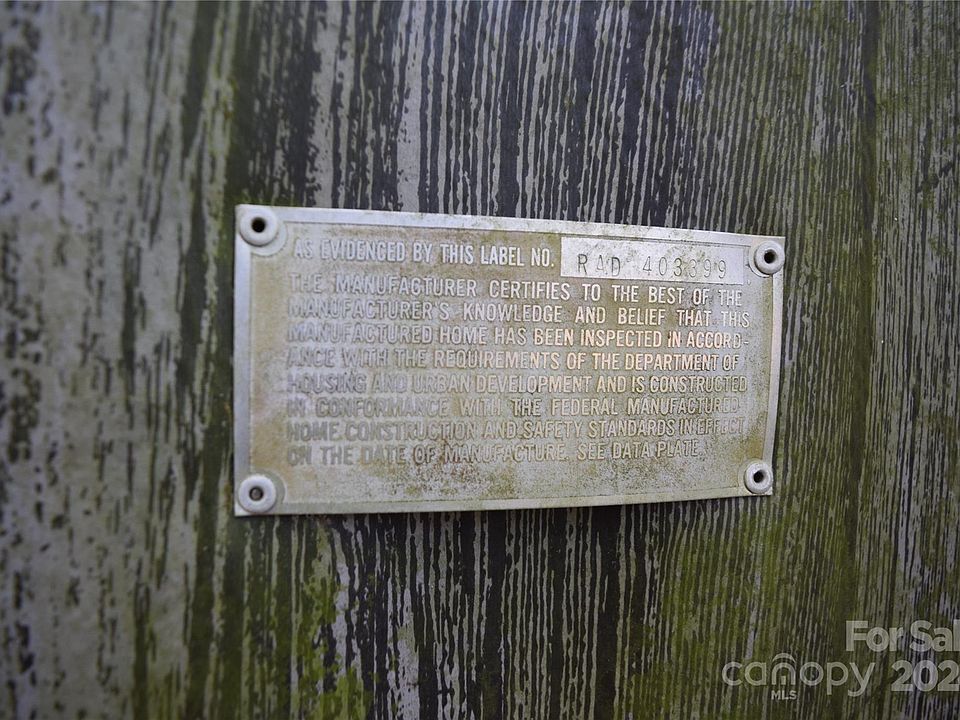 AS EVIDENCED BY THIS LABEL NO. RAD 403399
THE MANUFACTURER CERTIFIES TO THE BEST OF THE
MANUFACTURER'S KNOWLEDGE AND BELIEF THAT THIS
MANUFACTURED HOME HAS BEEN INSPECTED IN ACCORD-
ANCE WITH THE REQUIREMENTS OF THE DEPARTMENT OF
HOUSING AND URBAN DEVELOPMENT AND IS CONSTRUCTED
IN CONFORMANCE WITH THE FEDERAL MANUFACTURED
HOME CONSTRUCTION AND SAFETY STANDARDS IN EFFECT
ON THE DATE OF MANUFACTURE. SEE DATA PLATE.
For Sal
canopy 202
MLS